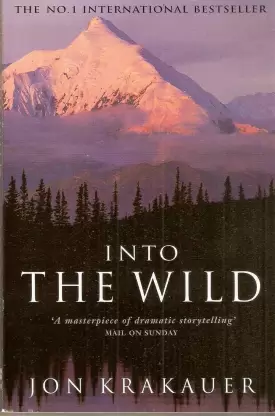 THE NO.1 INTERNATIONAL BESTSELLER
INTO
THE WILD
'A masterpiece of dramatic storytelling'
MAIL ON SUNDAY
JON KRAKAUER